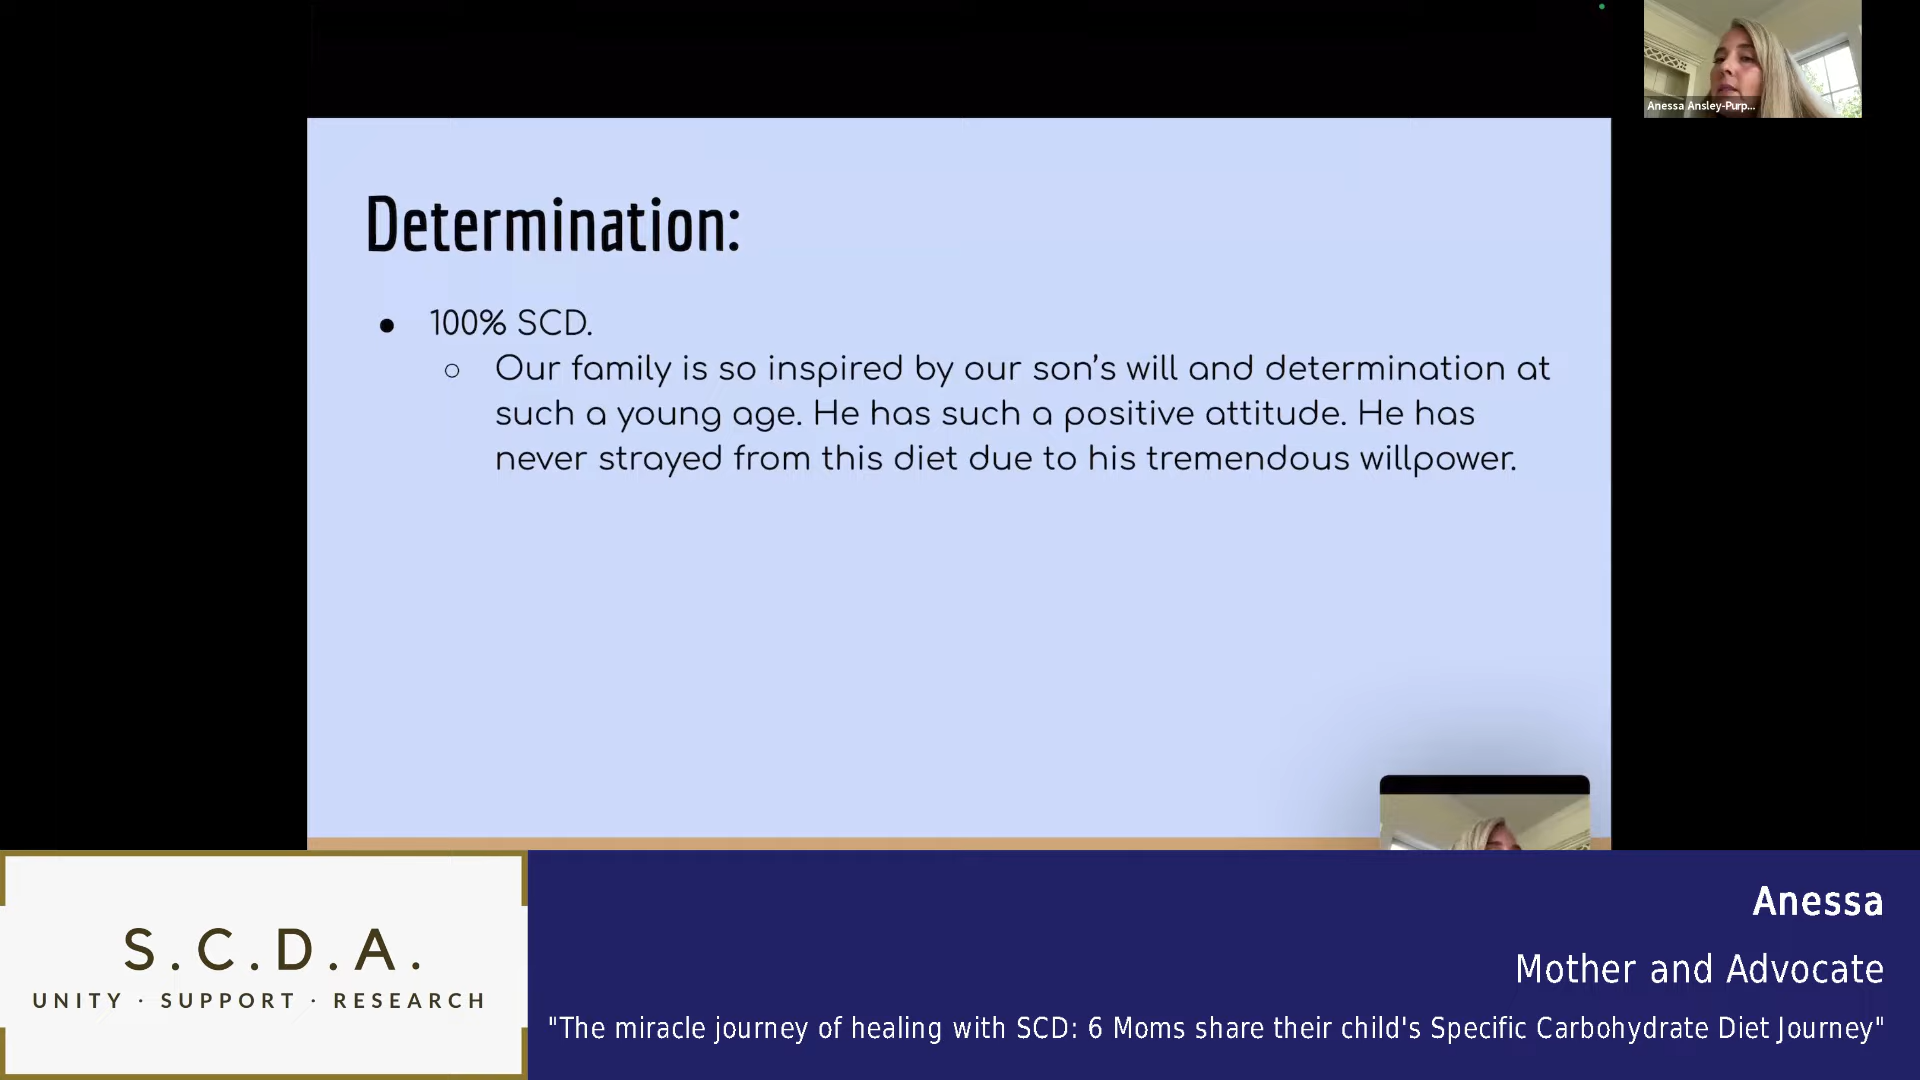 Anessa Ansley-Purp...
Determination:
● 100% SCD.
○ Our family is so inspired by our son’s will and determination at
such a young age. He has such a positive attitude. He has
never strayed from this diet due to his tremendous willpower.
S.C.D.A.
UNITY · SUPPORT · RESEARCH
Anessa
Mother and Advocate
"The miracle journey of healing with SCD: 6 Moms share their child's Specific Carbohydrate Diet Journey"